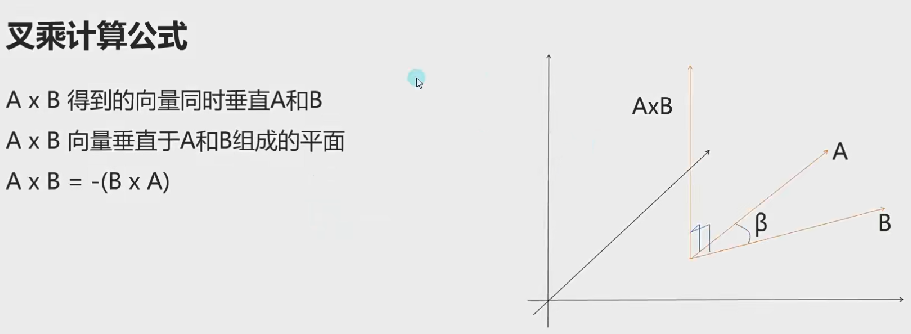 叉乘计算公式
A x B 得到的向量同时垂直A和B
A x B 向量垂直于A和B组成的平面
A x B = -(B x A)
AxB
A
β
B